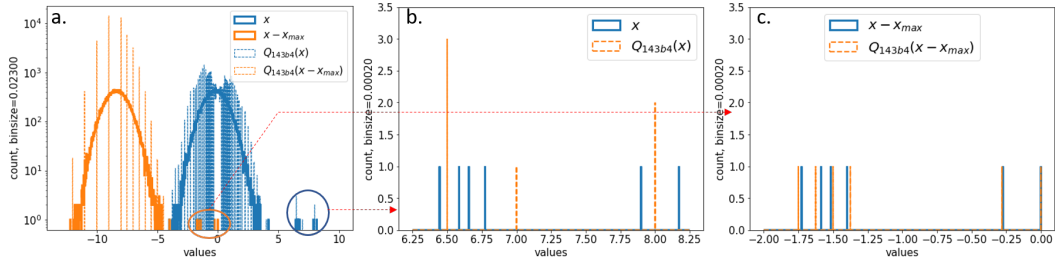 a.
x
x − x_max
Q_143b4(x)
Q_143b4(x − x_max)
count, binsize=0.02300
10^4
10^3
10^2
10^1
10^0
−10
−5
0
5
10
values
b.
x
Q_143b4(x)
count, binsize=0.00020
3.5
3.0
2.5
2.0
1.5
1.0
0.5
0.0
6.25
6.50
6.75
7.00
7.25
7.50
7.75
8.00
8.25
values
c.
x − x_max
Q_143b4(x − x_max)
count, binsize=0.00020
3.5
3.0
2.5
2.0
1.5
1.0
0.5
0.0
−2.00
−1.75
−1.50
−1.25
−1.00
−0.75
−0.50
−0.25
0.00
values